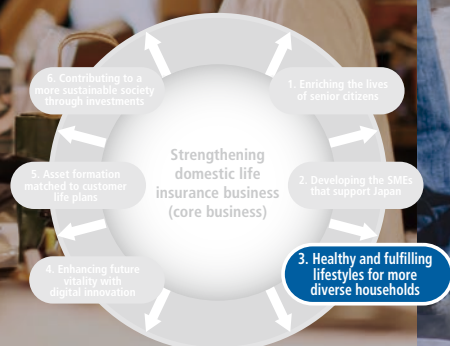 6. Contributing to a
more sustainable society
through investments
1. Enriching the lives
of senior citizens
Strengthening
domestic life
insurance business
(core business)
5. Asset formation
matched to customer
life plans
2. Developing the SMEs
that support Japan
4. Enhancing future
vitality with
digital innovation
3. Healthy and fulfilling
lifestyles for more
diverse households